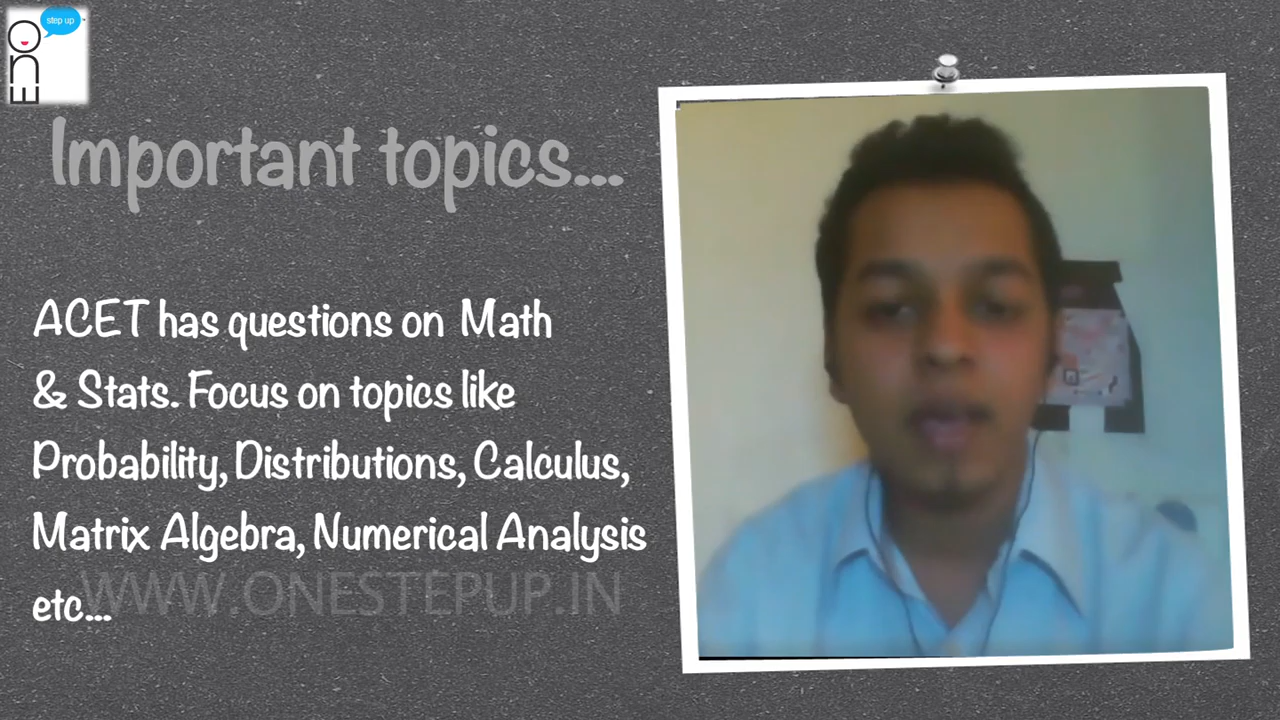 step up
ONE
Important topics...
ACET has questions on Math
& Stats. Focus on topics like
Probability, Distributions, Calculus,
Matrix Algebra, Numerical Analysis
etc...
WWW.ONESTEPUP.IN